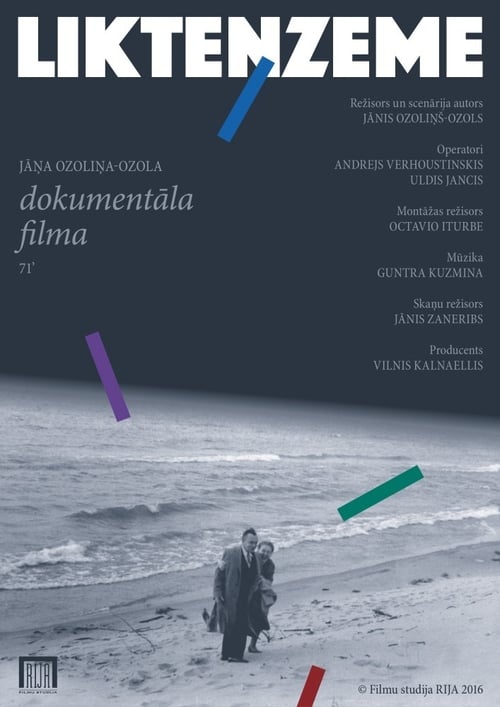 LIKTENZEME
Režisors un scenārija autors
JĀNIS OZOLIŅŠ-OZOLS
Operatori
ANDREJS VERHOUSTINSKIS
ULDIS JANCIS
Montāžas režisors
OCTAVIO ITURBE
Mūzika
GUNTRA KUZMINA
Skaņu režisors
JĀNIS ZANERIBS
Producents
VILNIS KALNAELLIS
JĀŅA OZOLIŅA-OZOLA
dokumentāla
filma
71’
RIJA
FILMU STUDIJA
© Filmu studija RIJA 2016